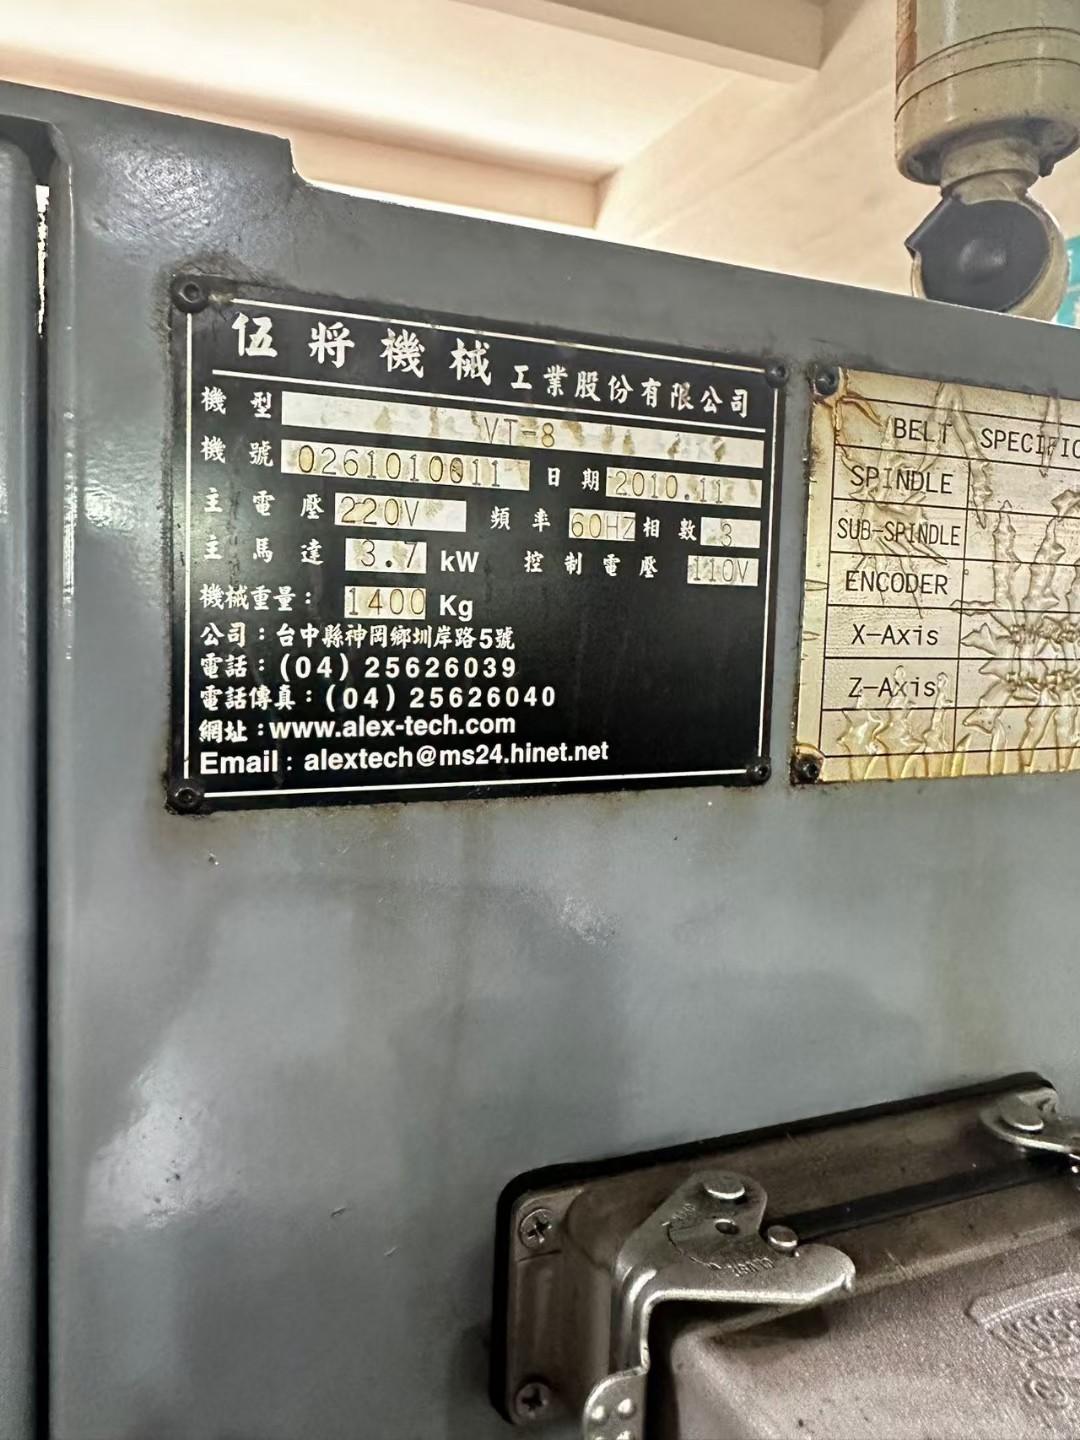 伍將機械工業股份有限公司
機型 VT-8
機號 0261010011 日期 2010.11
主電壓 220V 頻率 60HZ 相數 3
主馬達 3.7 kW 控制電壓 110V
機械重量： 1400 Kg
公司：台中縣神岡鄉圳岸路5號
電話：(04) 25626039
電話傳真：(04) 25626040
網址：www.alex-tech.com
Email：alextech@ms24.hinet.net
BELT SPECIFIC
SPINDLE
SUB-SPINDLE
ENCODER
X-Axis
Z-Axis